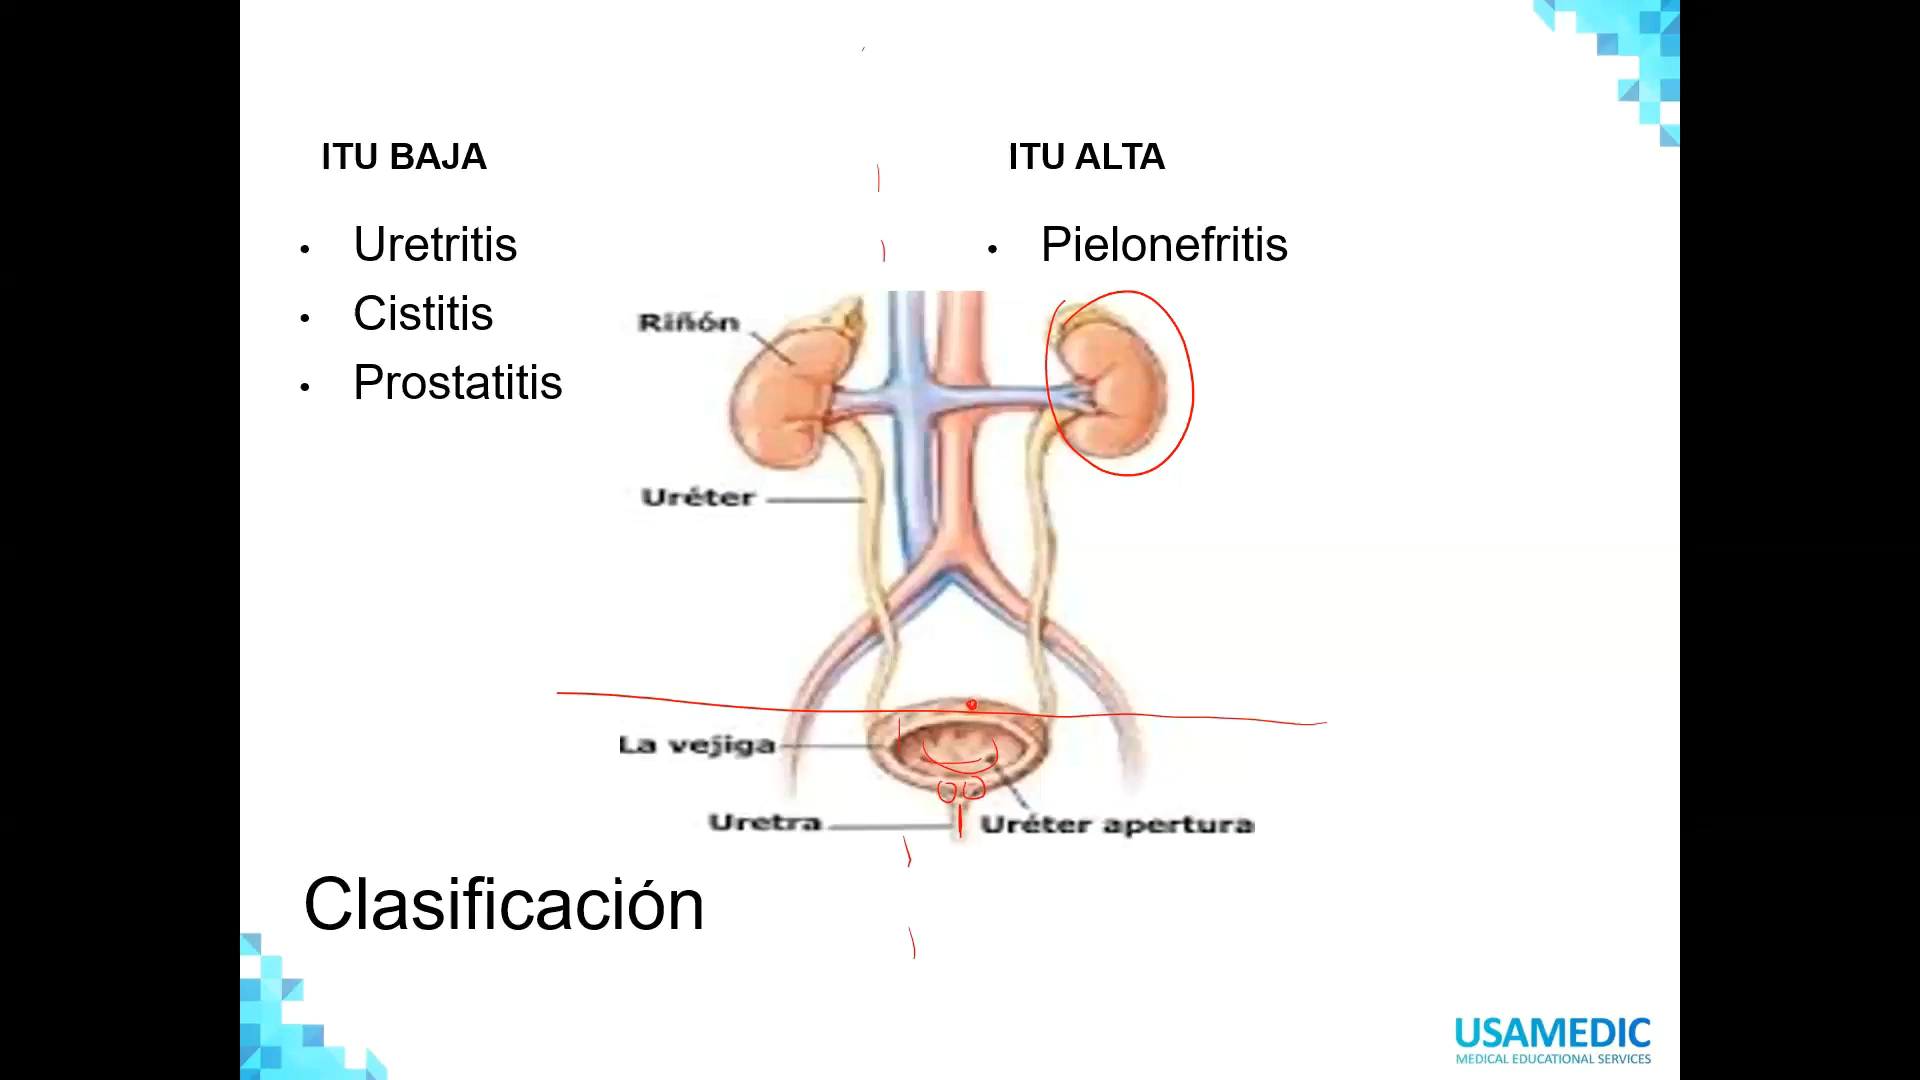 ITU BAJA
• Uretritis
• Cistitis
• Prostatitis
ITU ALTA
• Pielonefritis
Riñón
Uréter
La vejiga
Uretra
Uréter apertura
Clasificación
USAMEDIC
MEDICAL EDUCATIONAL SERVICES